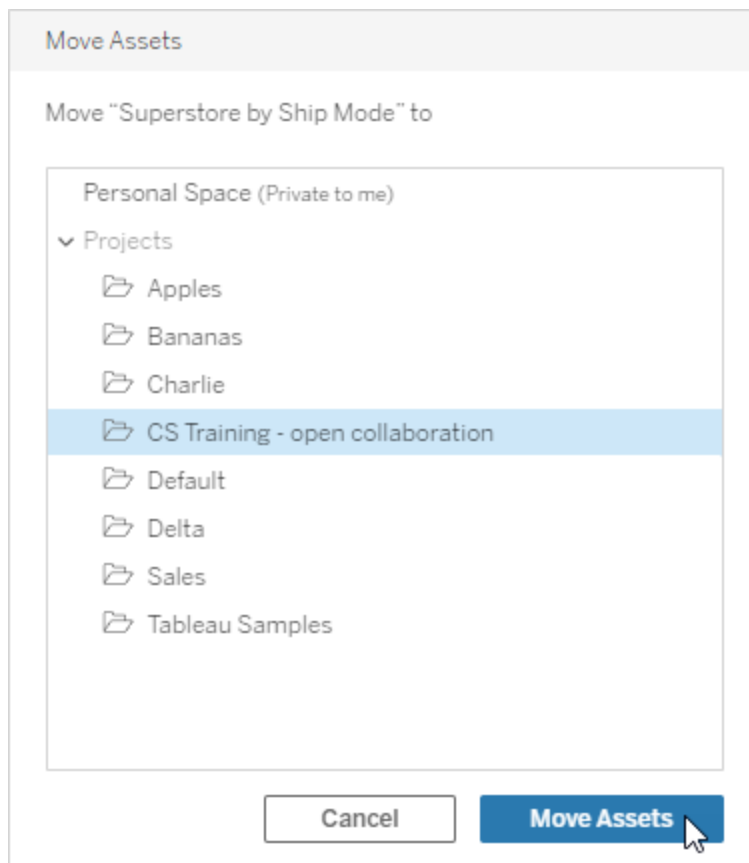 Move Assets
Move “Superstore by Ship Mode” to
Personal Space (Private to me)
Projects
Apples
Bananas
Charlie
CS Training - open collaboration
Default
Delta
Sales
Tableau Samples
Cancel Move Assets